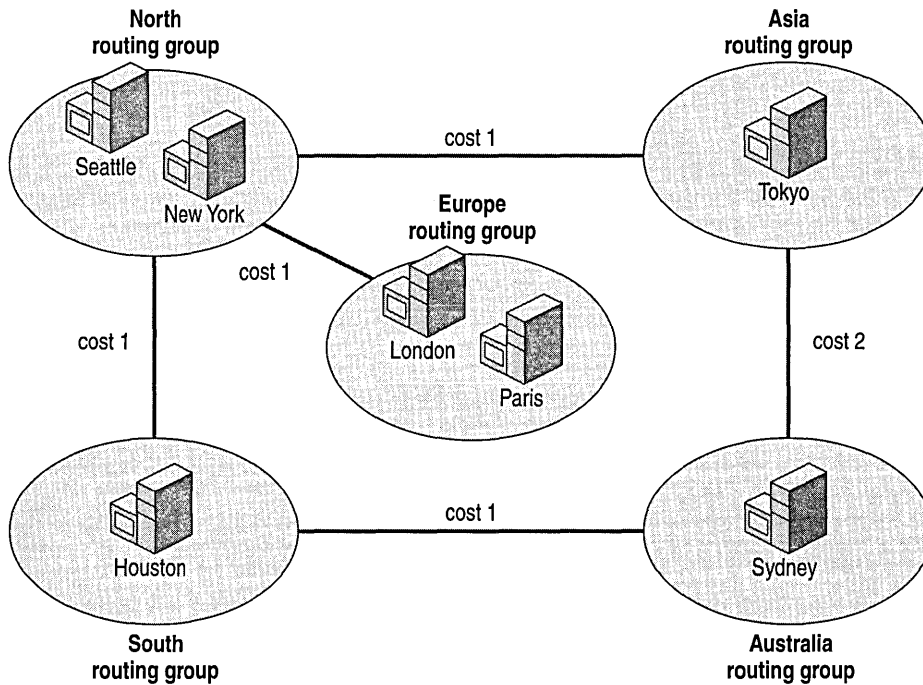 North
routing group
Asia
routing group
Seattle
New York
cost 1
Tokyo
Europe
routing group
cost 1
cost 1
London
Paris
cost 2
Houston
cost 1
Sydney
South
routing group
Australia
routing group